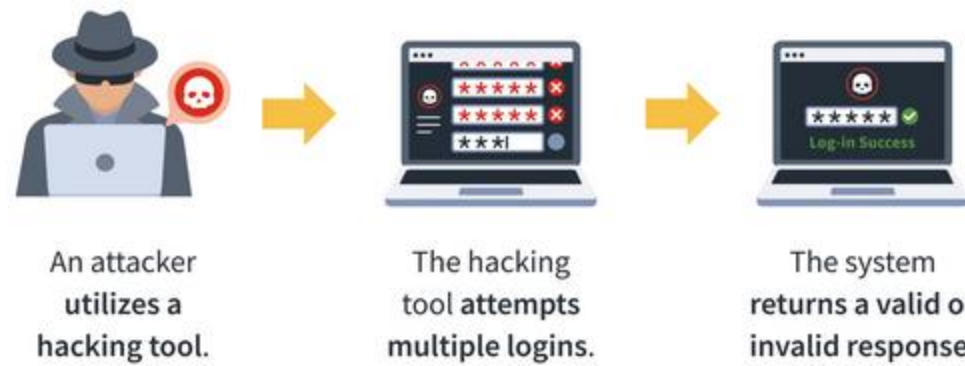 *****
*****
***
*****
Log-in Success
An attacker
utilizes a
hacking tool.
The hacking
tool attempts
multiple logins.
The system
returns a valid o
invalid response